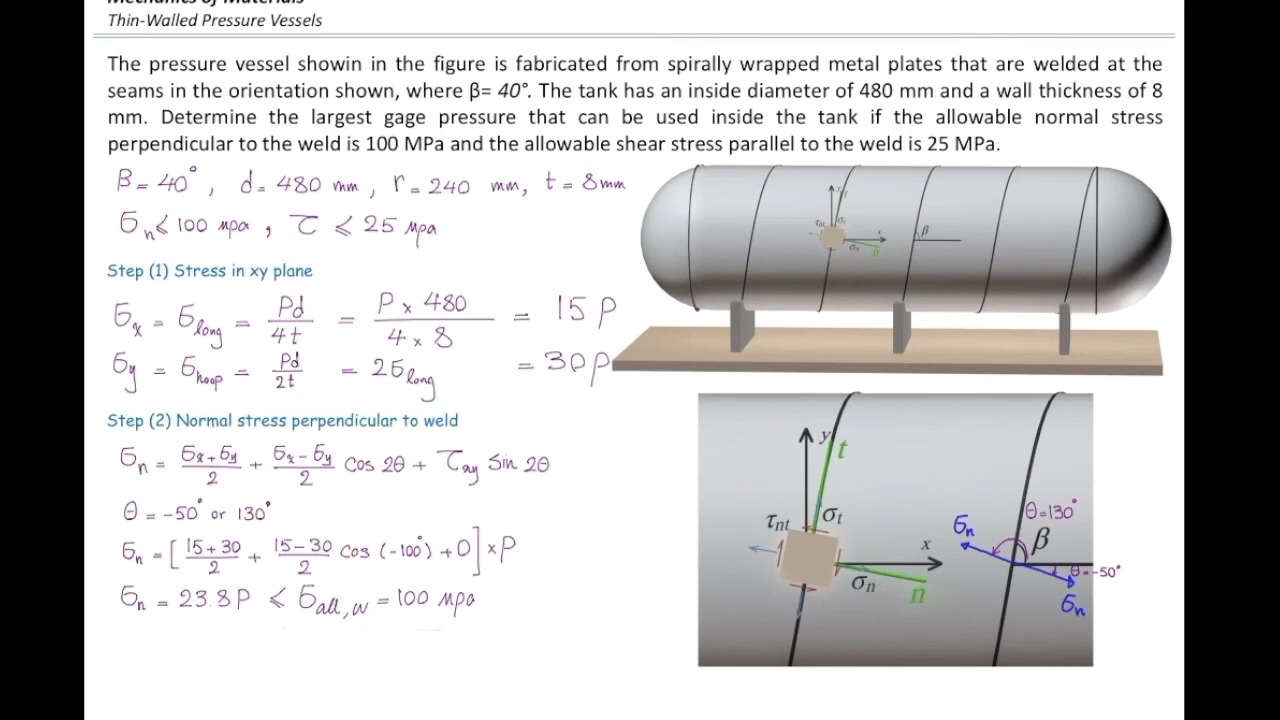 Mechanics of Materials
Thin-Walled Pressure Vessels
The pressure vessel showin in the figure is fabricated from spirally wrapped metal plates that are welded at the
seams in the orientation shown, where β= 40°. The tank has an inside diameter of 480 mm and a wall thickness of 8
mm. Determine the largest gage pressure that can be used inside the tank if the allowable normal stress
perpendicular to the weld is 100 MPa and the allowable shear stress parallel to the weld is 25 MPa.
β = 40°, d = 480 mm, r = 240 mm, t = 8 mm
σn ≤ 100 MPa, τ ≤ 25 MPa
Step (1) Stress in xy plane
σx = σlong = Pd/4t = P × 480 / 4 × 8 = 15 P
σy = σhoop = Pd/2t = 2σlong = 30 P
Step (2) Normal stress perpendicular to weld
σn = σx + σy / 2 + σx − σy / 2 cos 2θ + τxy sin 2θ
θ = −50° or 130°
σn = [ 15 + 30 / 2 + 15 − 30 / 2 cos (−100°) + 0 ] × P
σn = 23.8 P ≤ σall,w = 100 MPa
y
t
τnt
σt
x
σn
n
β
y
t
τnt
σt
x
σn
n
θ=130°
σn
β
θ=-50°
σn